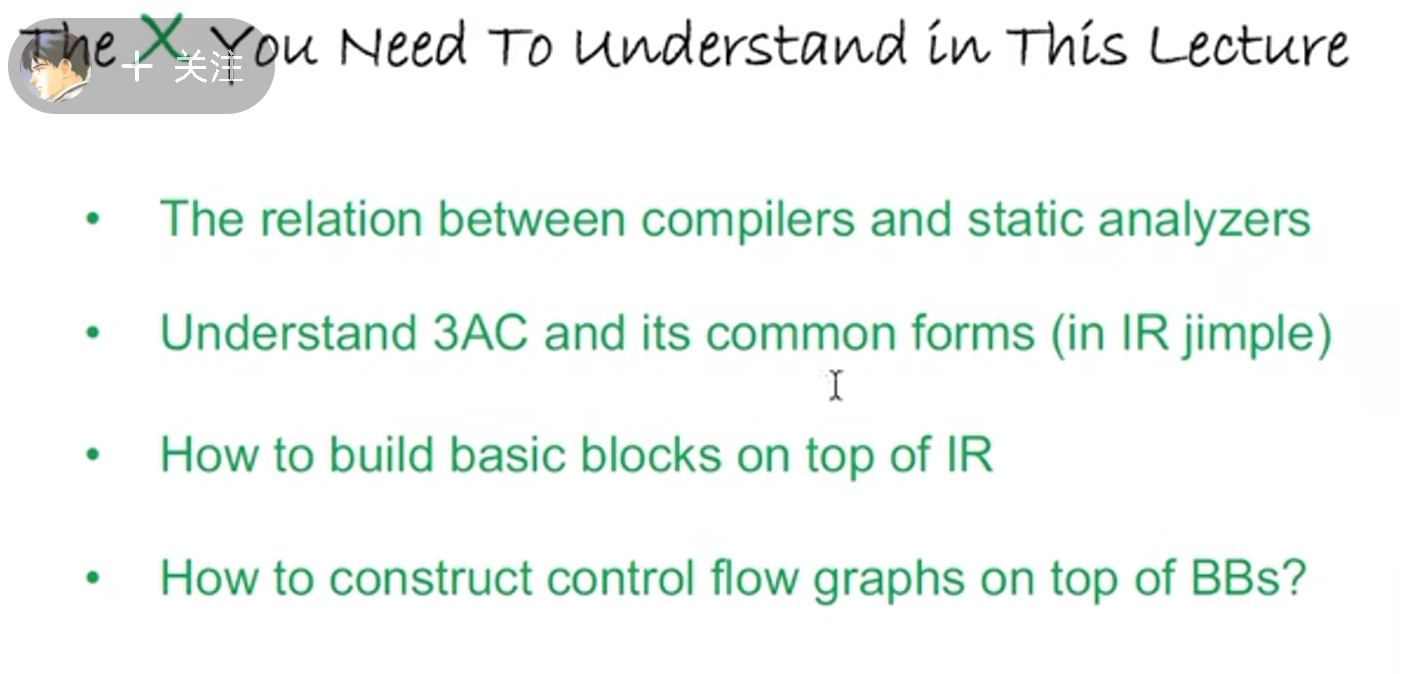 The X You Need To Understand in This Lecture
+ 关注
• The relation between compilers and static analyzers
• Understand 3AC and its common forms (in IR jimple)
• How to build basic blocks on top of IR
• How to construct control flow graphs on top of BBs?